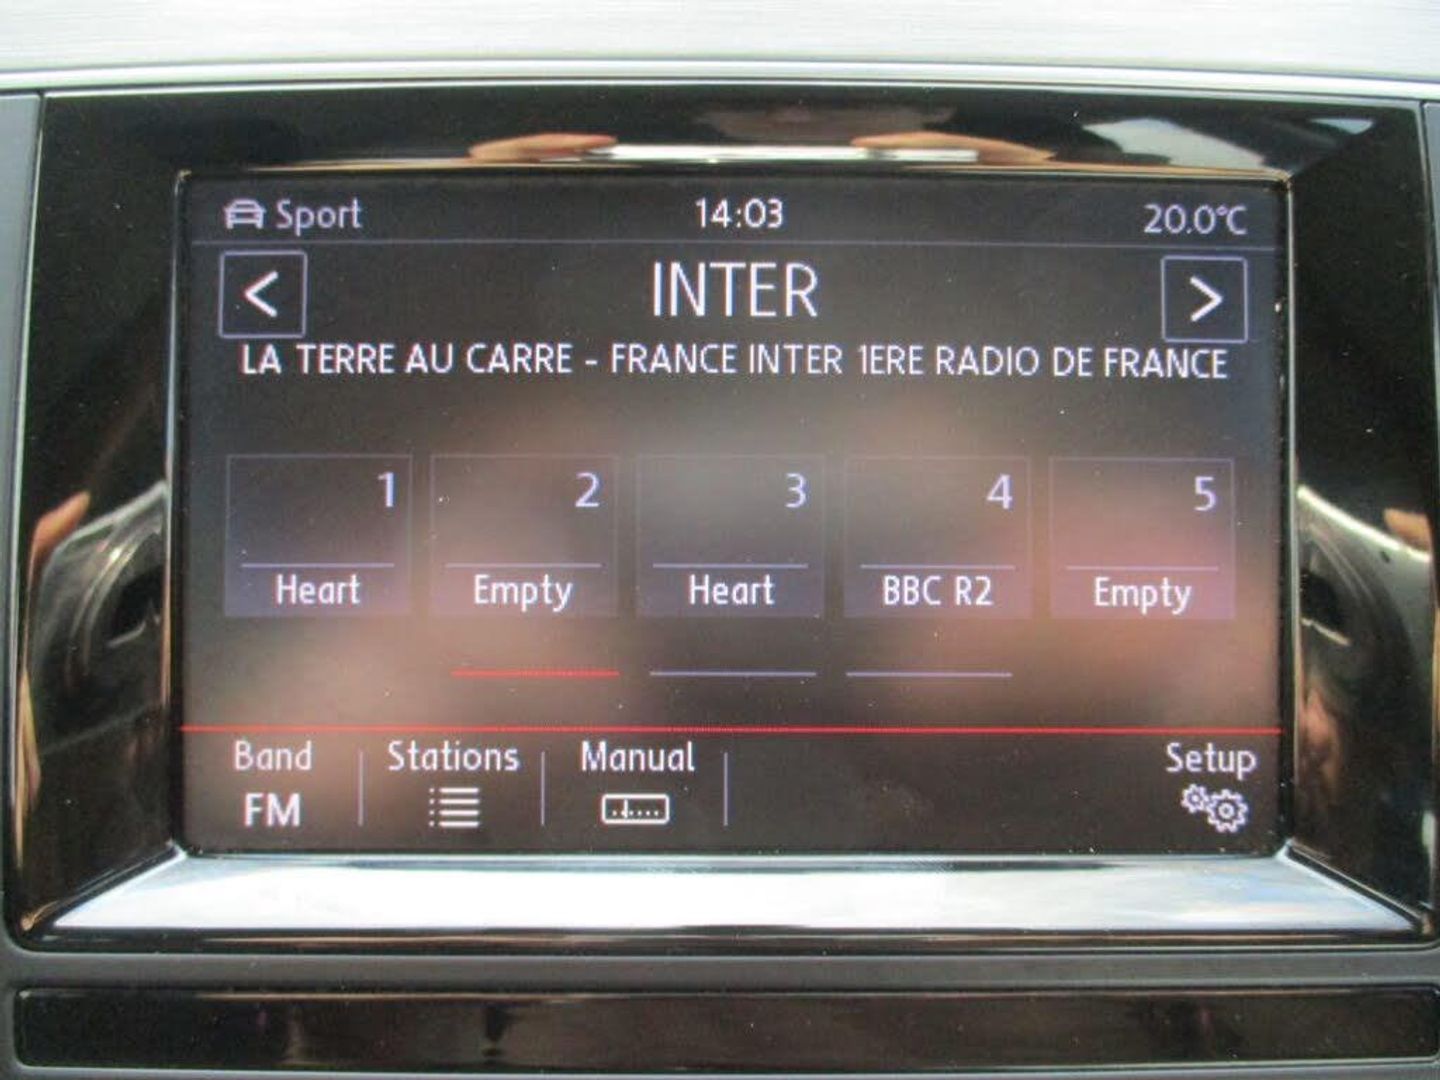 Sport 14:03 20.0°C
< INTER >
LA TERRE AU CARRE - FRANCE INTER 1ERE RADIO DE FRANCE
1 2 3 4 5
Heart Empty Heart BBC R2 Empty
Band Stations Manual Setup
FM